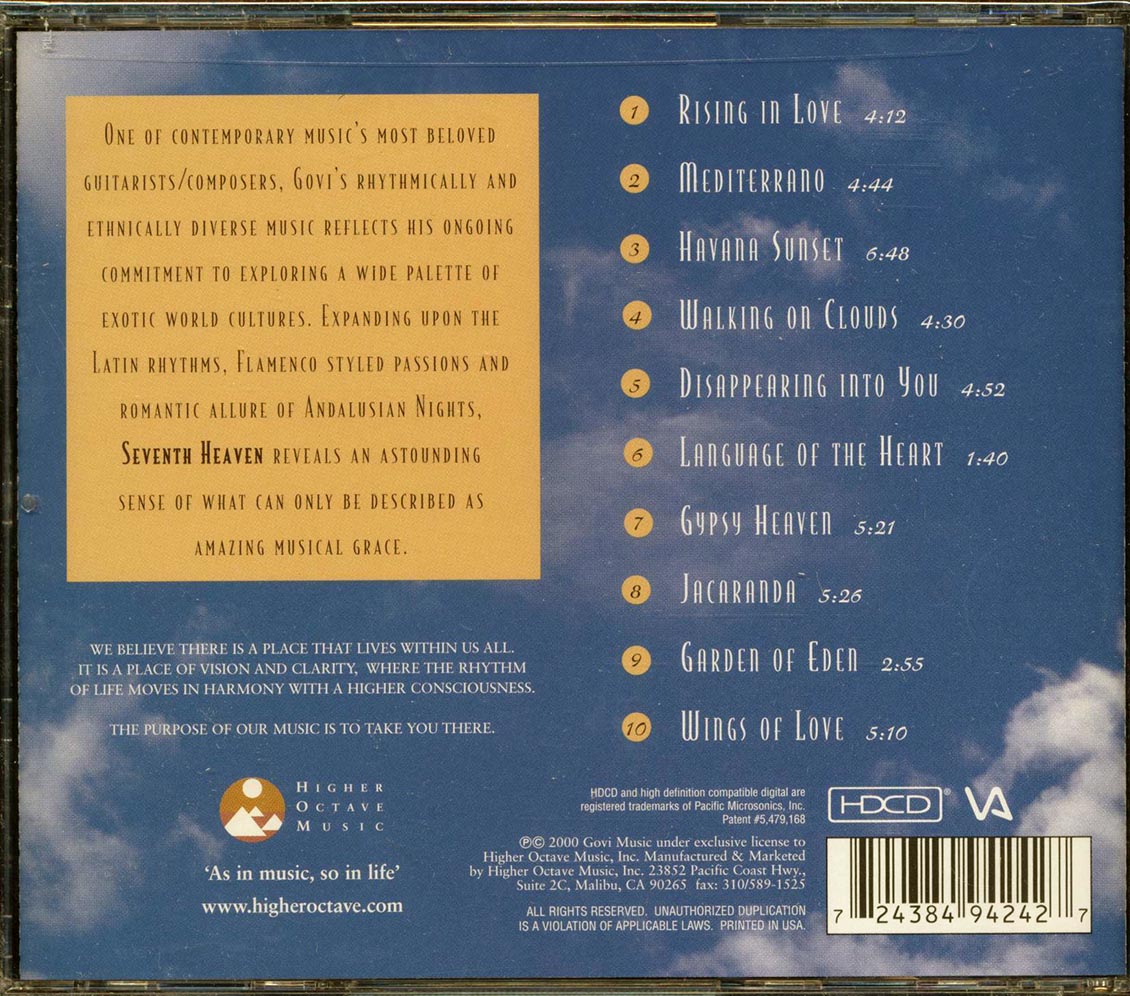 One of contemporary music's most beloved
guitarists/composers, Govi's rhythmically and
ethnically diverse music reflects his ongoing
commitment to exploring a wide palette of
exotic world cultures. Expanding upon the
Latin rhythms, Flamenco styled passions and
romantic allure of Andalusian Nights,
Seventh Heaven reveals an astounding
sense of what can only be described as
amazing musical grace.
WE BELIEVE THERE IS A PLACE THAT LIVES WITHIN US ALL.
IT IS A PLACE OF VISION AND CLARITY, WHERE THE RHYTHM
OF LIFE MOVES IN HARMONY WITH A HIGHER CONSCIOUSNESS.
THE PURPOSE OF OUR MUSIC IS TO TAKE YOU THERE.
Higher
Octave
Music
'As in music, so in life'
www.higheroctave.com
1 Rising in Love 4:12
2 Mediterrano 4:44
3 Havana Sunset 6:48
4 Walking on Clouds 4:30
5 Disappearing into You 4:52
6 Language of the Heart 1:40
7 Gypsy Heaven 5:21
8 Jacaranda 5:26
9 Garden of Eden 2:55
10 Wings of Love 5:10
HDCD and high definition compatible digital are
registered trademarks of Pacific Microsonics, Inc.
Patent #5,479,168
HDCD® VA
℗© 2000 Govi Music under exclusive license to
Higher Octave Music, Inc. Manufactured & Marketed
by Higher Octave Music, Inc. 23852 Pacific Coast Hwy.,
Suite 2C, Malibu, CA 90265 fax: 310/589-1525
ALL RIGHTS RESERVED. UNAUTHORIZED DUPLICATION
IS A VIOLATION OF APPLICABLE LAWS. PRINTED IN USA.
7 24384 94242 7